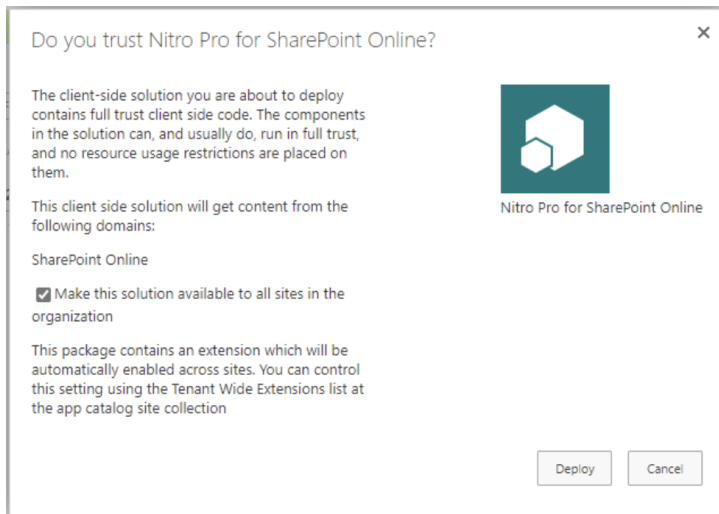 Do you trust Nitro Pro for SharePoint Online?
The client-side solution you are about to deploy
contains full trust client side code. The components
in the solution can, and usually do, run in full trust,
and no resource usage restrictions are placed on
them.
This client side solution will get content from the
following domains:
SharePoint Online
Make this solution available to all sites in the
organization
This package contains an extension which will be
automatically enabled across sites. You can control
this setting using the Tenant Wide Extensions list at
the app catalog site collection
Nitro Pro for SharePoint Online
Deploy
Cancel